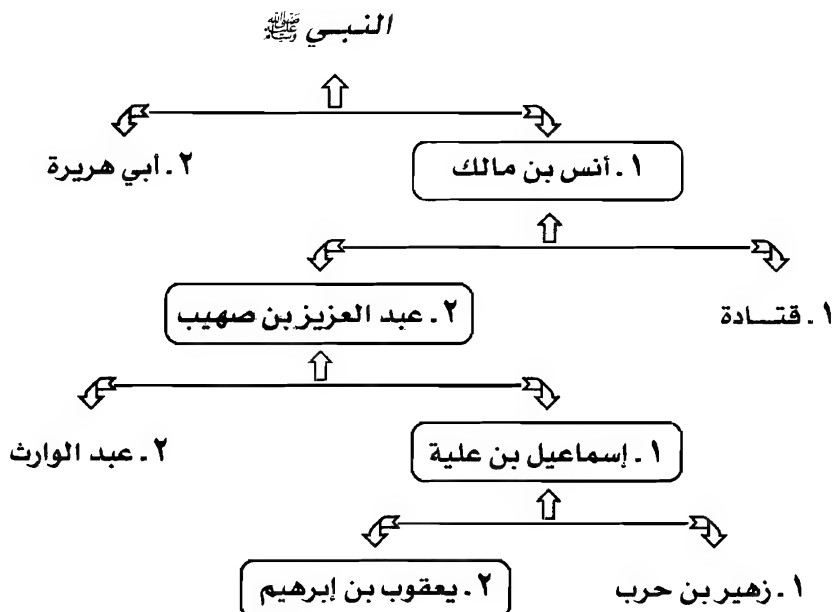 النبي ﷺ
١. أنس بن مالك
٢. أبي هريرة
١. قتادة
٢. عبد العزيز بن صهيب
١. إسماعيل بن علية
٢. عبد الوارث
١. زهير بن حرب
٢. يعقوب بن إبرهيم